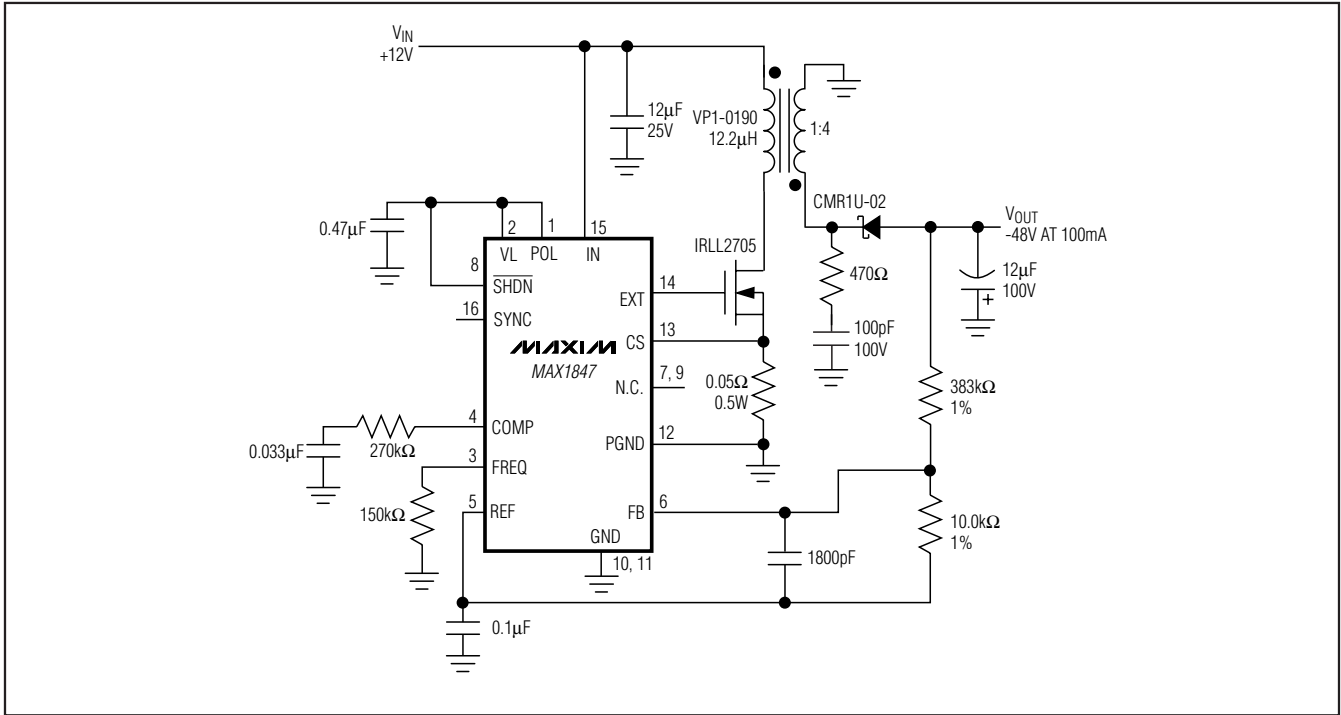 VIN
+12V
12µF
25V
VP1-0190
12.2µH
1:4
CMR1U-02
VOUT
-48V AT 100mA
0.47µF
2
1
15
VL
POL
IN
8
SHDN
IRLL2705
470Ω
12µF
100V
+
EXT
14
16
SYNC
13
CS
100pF
100V
MAXIM
MAX1847
7, 9
N.C.
0.05Ω
0.5W
383kΩ
1%
4
COMP
12
PGND
0.033µF
270kΩ
3
FREQ
5
REF
6
FB
150kΩ
10.0kΩ
1%
GND
10, 11
1800pF
0.1µF